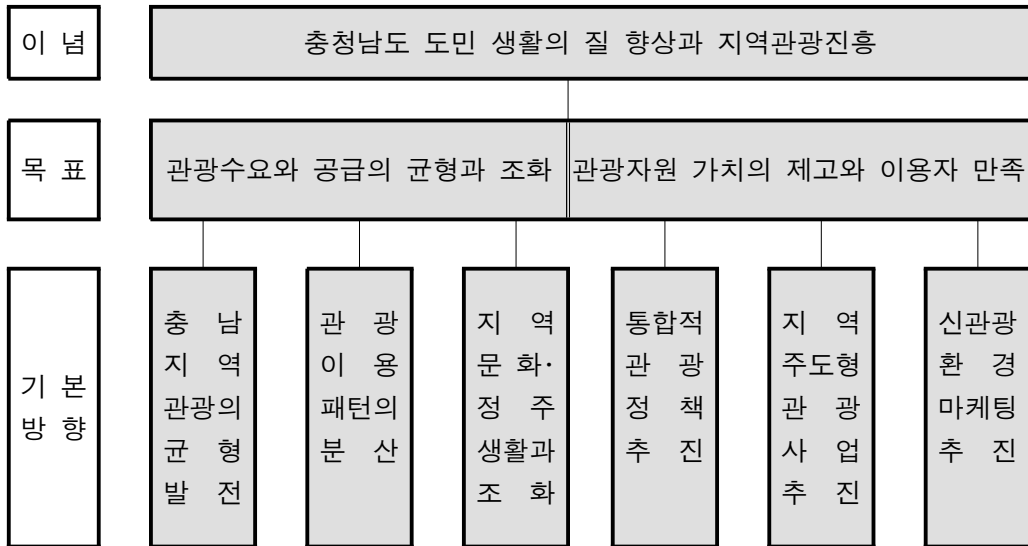 이 념
충청남도 도민 생활의 질 향상과 지역관광진흥
목 표
관광수요와 공급의 균형과 조화
관광자원 가치의 제고와 이용자 만족
기 본
방 향
충 남
지 역
관광의
균 형
발 전
관 광
이 용
패턴의
분 산
지 역
문 화·
정 주
생활과
조 화
통합적
관 광
정 책
추 진
지 역
주도형
관 광
사 업
추 진
신관광
환 경
마케팅
추 진